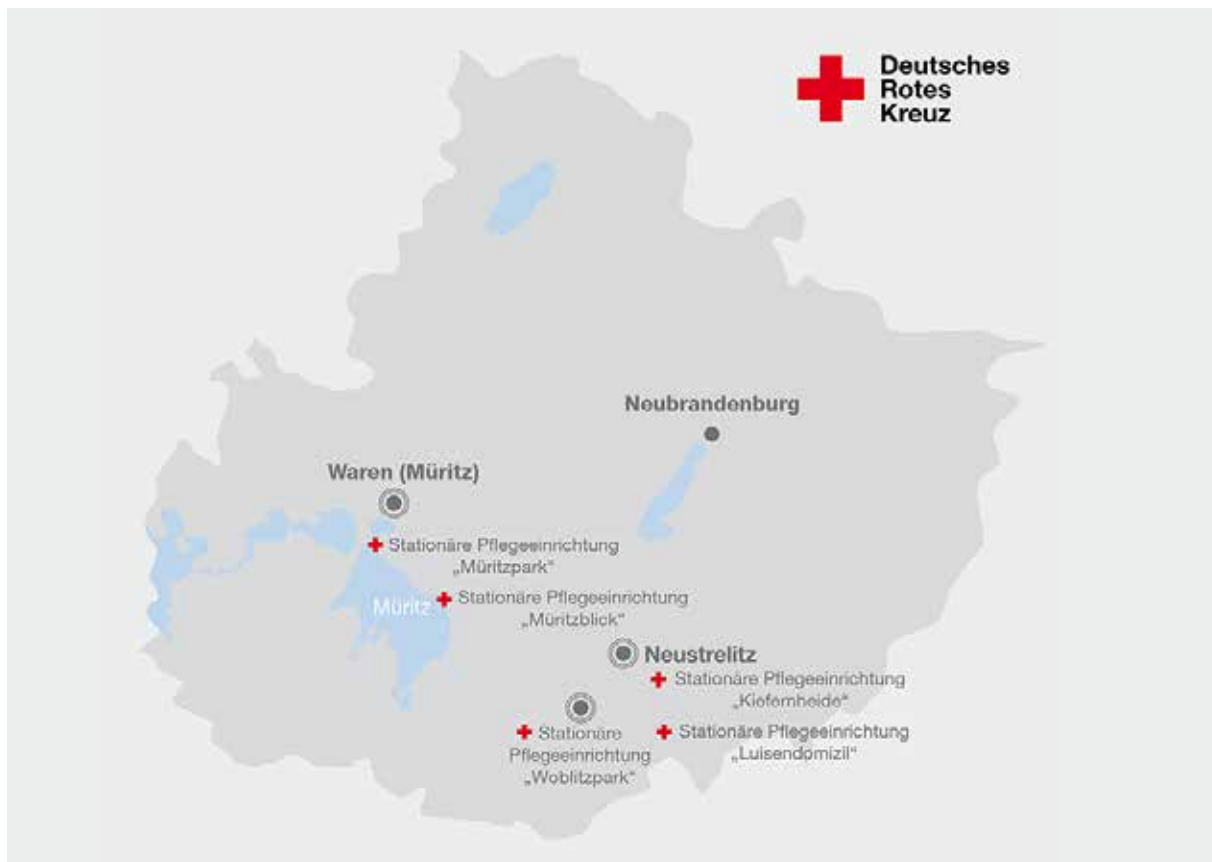 Deutsches
Rotes
Kreuz
Neubrandenburg
Waren (Müritz)
Stationäre Pflegeeinrichtung
„Müritzpark“
Müritz
Stationäre Pflegeeinrichtung
„Müritzblick“
Neustrelitz
Stationäre Pflegeeinrichtung
„Kiefernheide“
Stationäre
Pflegeeinrichtung
„Woblitzpark“
Stationäre Pflegeeinrichtung
„Luisendomizil“